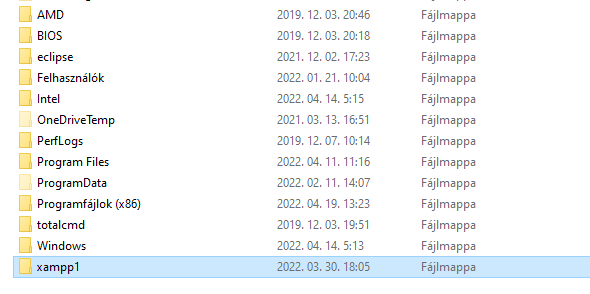 AMD 2019. 12. 03. 20:46 Fájlmappa
BIOS 2019. 12. 03. 20:18 Fájlmappa
eclipse 2021. 12. 02. 17:23 Fájlmappa
Felhasználók 2022. 01. 21. 10:04 Fájlmappa
Intel 2022. 04. 14. 5:15 Fájlmappa
OneDriveTemp 2021. 03. 13. 16:51 Fájlmappa
PerfLogs 2019. 12. 07. 10:14 Fájlmappa
Program Files 2022. 04. 11. 11:16 Fájlmappa
ProgramData 2022. 02. 11. 14:07 Fájlmappa
Programfájlok (x86) 2022. 04. 19. 13:23 Fájlmappa
totalcmd 2019. 12. 03. 19:51 Fájlmappa
Windows 2022. 04. 14. 5:13 Fájlmappa
xampp1 2022. 03. 30. 18:05 Fájlmappa